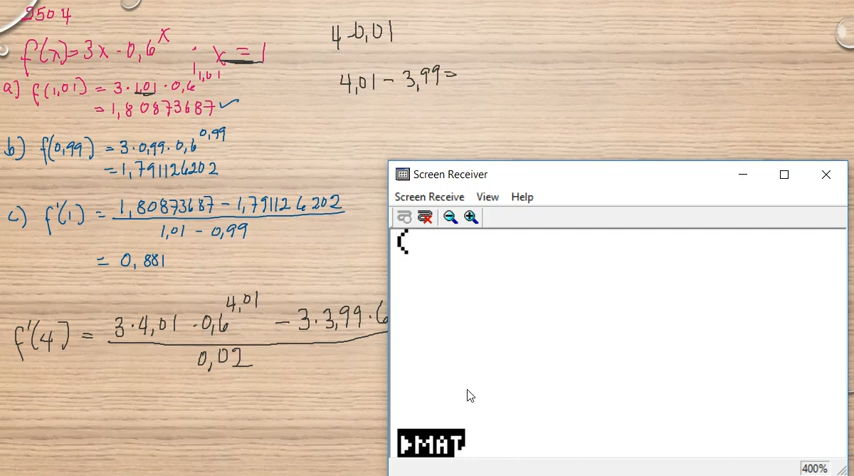 2504
f(x) = 3x · 0,6^x · x = 1
a) f(1,01) = 3 · 1,01 · 0,6^1,01
= 1,80873687 ✓
b) f(0,99) = 3 · 0,99 · 0,6^0,99
= 1,791126202
c) f'(1) = 1,80873687 − 1,791126202
1,01 − 0,99
= 0,881
f'(4) = 3 · 4,01 · 0,6^4,01 − 3 · 3,99 ·
0,02
4-0,01
4,01 − 3,99 =
Screen Receiver
Screen Receive View Help
(
▶MAT
400%